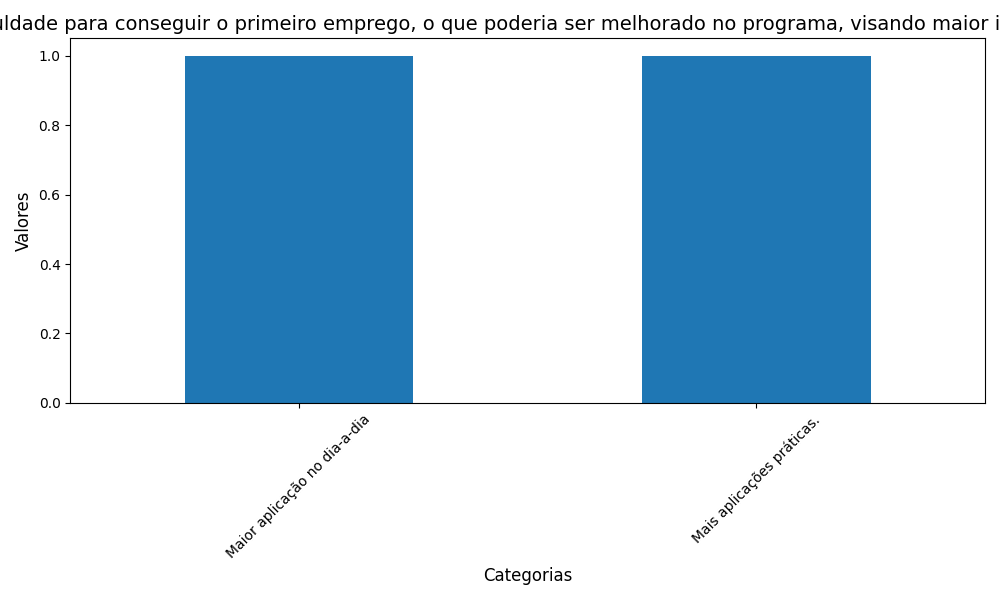 uldade para conseguir o primeiro emprego, o que poderia ser melhorado no programa, visando maior i
1.0
0.8
0.6
0.4
0.2
0.0
Valores
Maior aplicação no dia-a-dia
Mais aplicações práticas.
Categorias